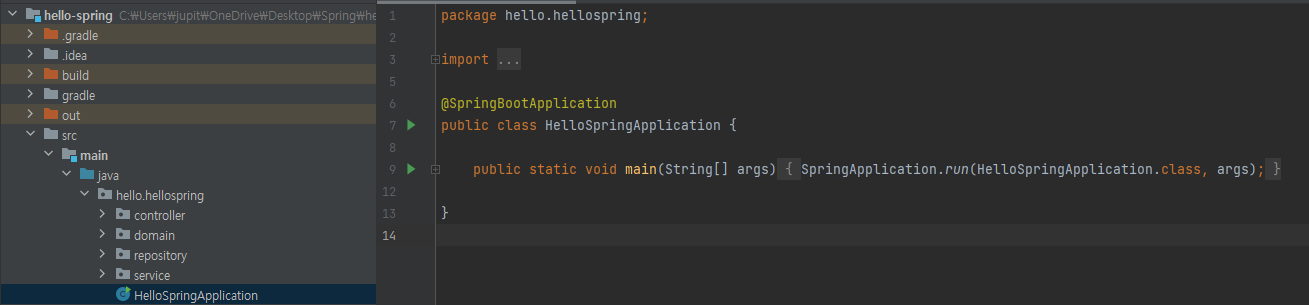 hello-spring C:₩Users₩jupit₩OneDrive₩Desktop₩Spring₩he
.gradle
.idea
build
gradle
out
src
main
java
hello.hellospring
controller
domain
repository
service
HelloSpringApplication
1 package hello.hellospring;
2
3 import ...
5
6 @SpringBootApplication
7 public class HelloSpringApplication {
8
9 public static void main(String[] args) { SpringApplication.run(HelloSpringApplication.class, args); }
12
13 }
14